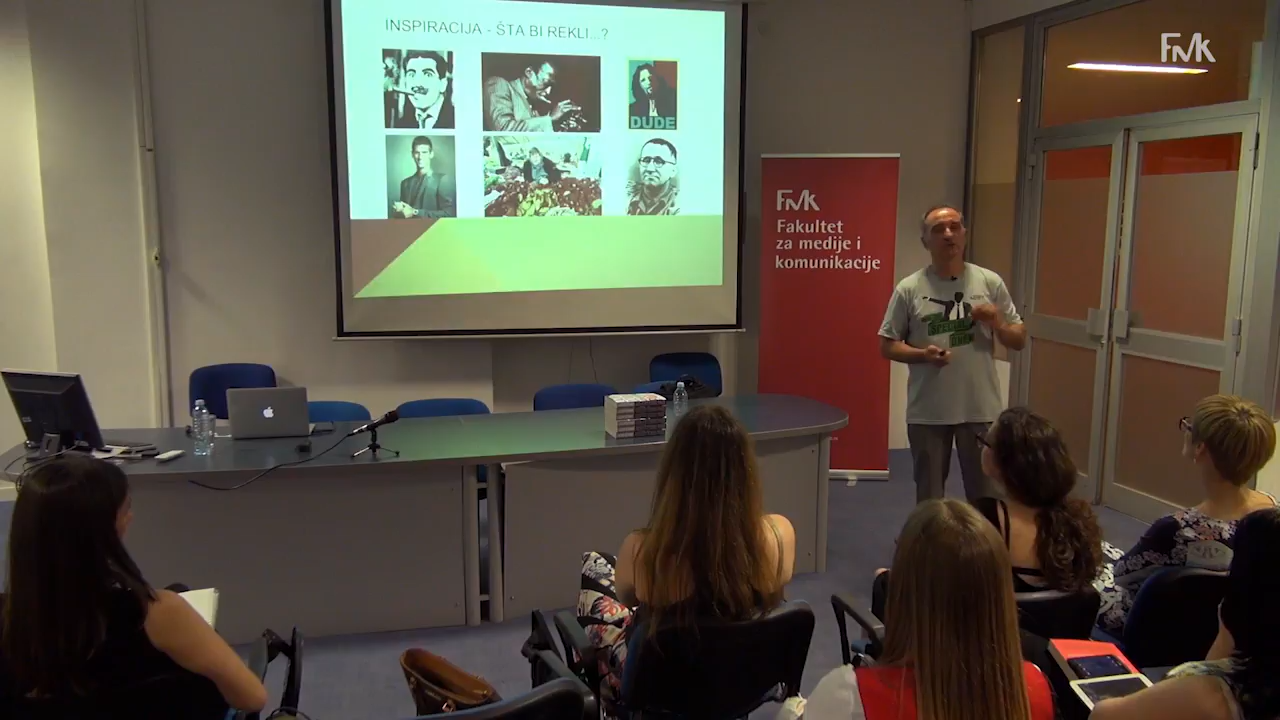 INSPIRACIJA - ŠTA BI REKLI...?
DUDE
FMK
FMK
Fakultet
za medije i
komunikacije